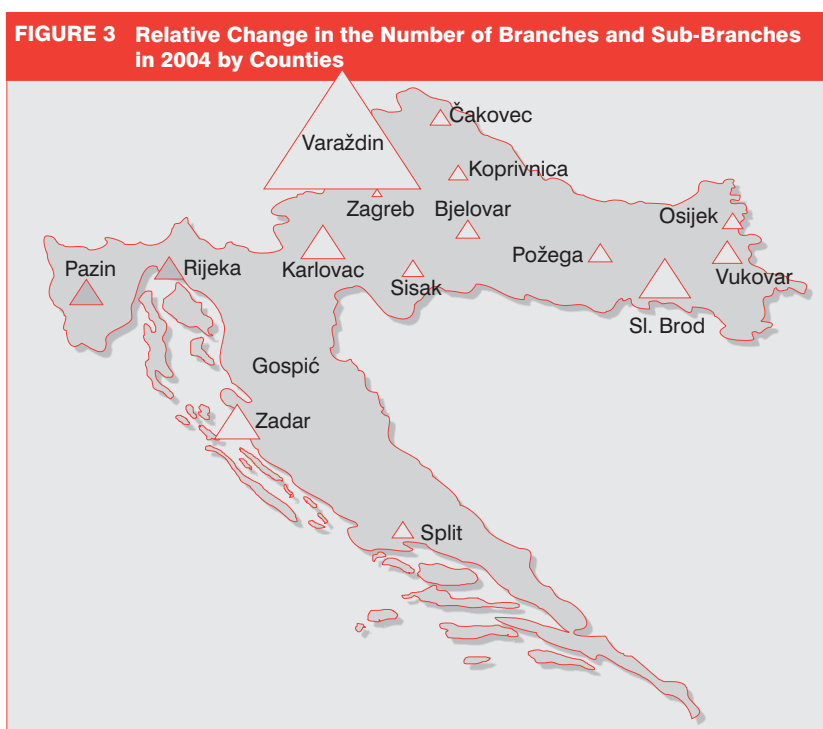 FIGURE 3 Relative Change in the Number of Branches and Sub-Branches
in 2004 by Counties
Čakovec
Varaždin
Koprivnica
Zagreb
Bjelovar
Osijek
Požega
Pazin
Rijeka
Karlovac
Sisak
Vukovar
Sl. Brod
Gospić
Zadar
Split